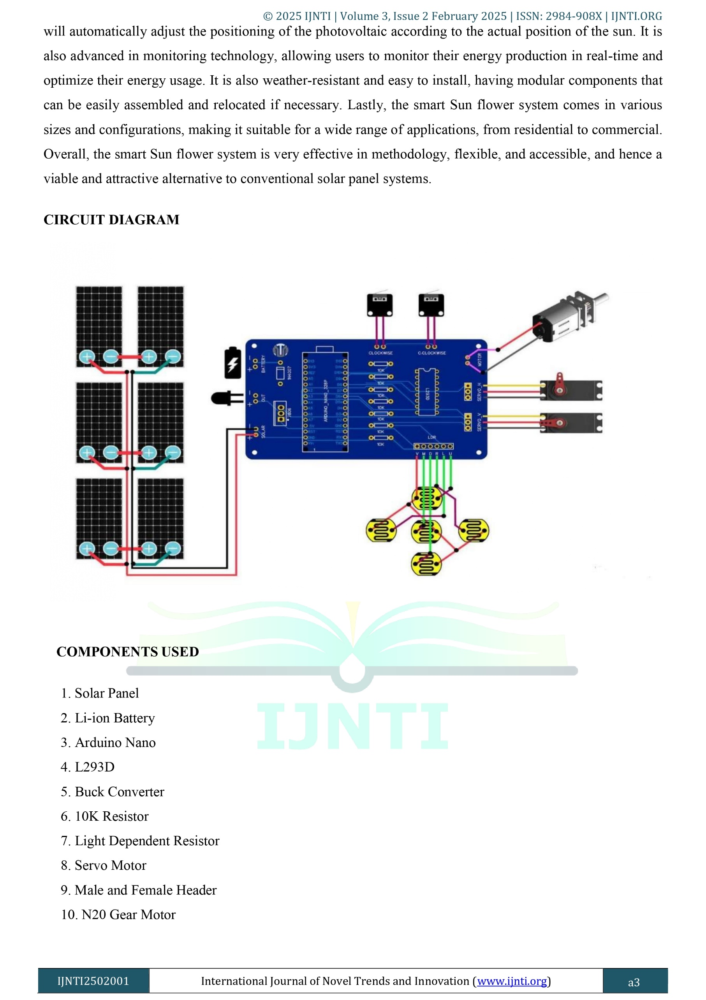 © 2025 IJNTI | Volume 3, Issue 2 February 2025 | ISSN: 2984-908X | IJNTI.ORG
will automatically adjust the positioning of the photovoltaic according to the actual position of the sun. It is
also advanced in monitoring technology, allowing users to monitor their energy production in real-time and
optimize their energy usage. It is also weather-resistant and easy to install, having modular components that
can be easily assembled and relocated if necessary. Lastly, the smart Sun flower system comes in various
sizes and configurations, making it suitable for a wide range of applications, from residential to commercial.
Overall, the smart Sun flower system is very effective in methodology, flexible, and accessible, and hence a
viable and attractive alternative to conventional solar panel systems.
CIRCUIT DIAGRAM
CLOCKWISE
C-CLOCKWISE
BATTERY
1N4007
OUT
7806
SOLAR
ARDUINO_NANO_328P
1
10K
10K
10K
10K
10K
10K
10K
L293D
MOTOR
SERVO_H
SERVO_V
LDR
V M D R L U
COMPONENTS USED
1. Solar Panel
2. Li-ion Battery
3. Arduino Nano
4. L293D
5. Buck Converter
6. 10K Resistor
7. Light Dependent Resistor
8. Servo Motor
9. Male and Female Header
10. N20 Gear Motor
IJNTI
IJNTI2502001
International Journal of Novel Trends and Innovation (www.ijnti.org)
a3